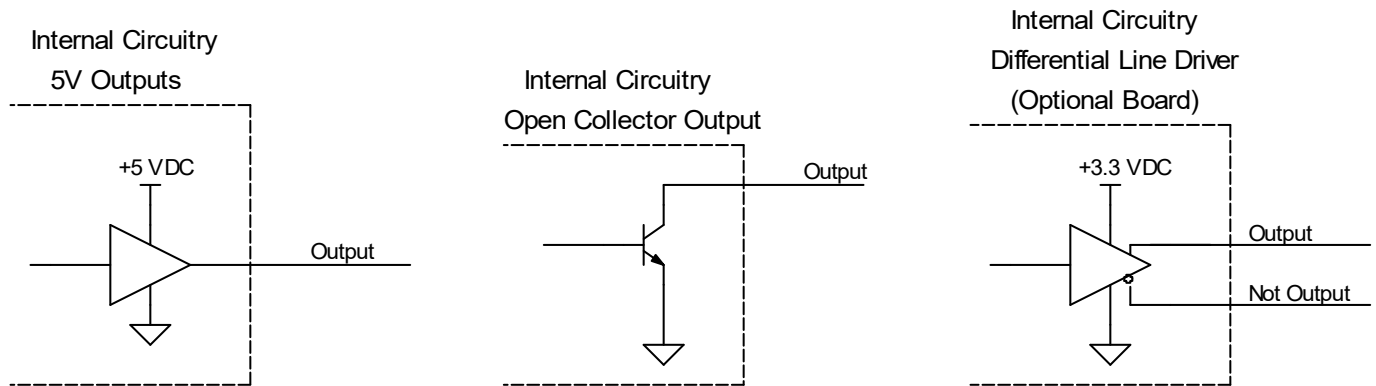 Internal Circuitry
5V Outputs
+5 VDC
Output
Internal Circuitry
Open Collector Output
Output
Internal Circuitry
Differential Line Driver
(Optional Board)
+3.3 VDC
Output
Not Output